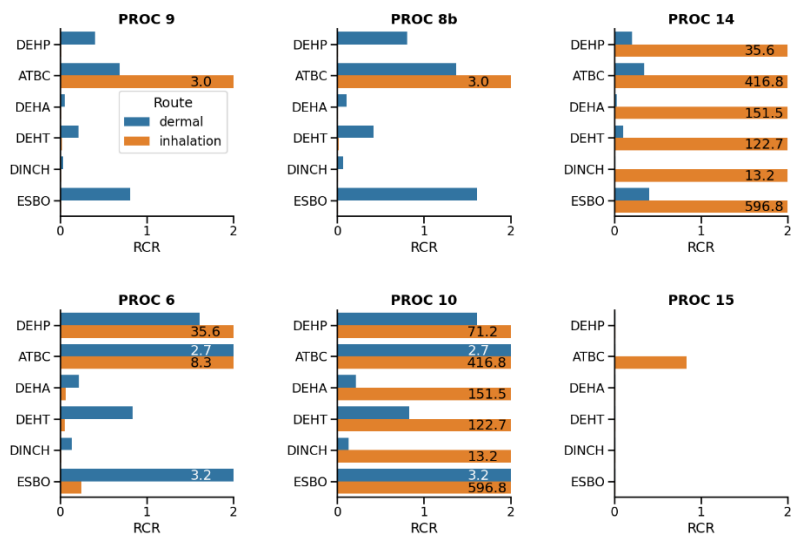 PROC 9
DEHP
ATBC
3.0
DEHA
Route
dermal
DEHT
inhalation
DINCH
ESBO
0
1
2
RCR
PROC 8b
DEHP
ATBC
3.0
DEHA
DEHT
DINCH
ESBO
0
1
2
RCR
PROC 14
DEHP
35.6
ATBC
416.8
DEHA
151.5
DEHT
122.7
DINCH
13.2
ESBO
596.8
0
1
2
RCR
PROC 6
DEHP
35.6
ATBC
2.7
8.3
DEHA
DEHT
DINCH
ESBO
3.2
0
1
2
RCR
PROC 10
DEHP
71.2
ATBC
2.7
416.8
DEHA
151.5
DEHT
122.7
DINCH
13.2
ESBO
3.2
596.8
0
1
2
RCR
PROC 15
DEHP
ATBC
DEHA
DEHT
DINCH
ESBO
0
1
2
RCR